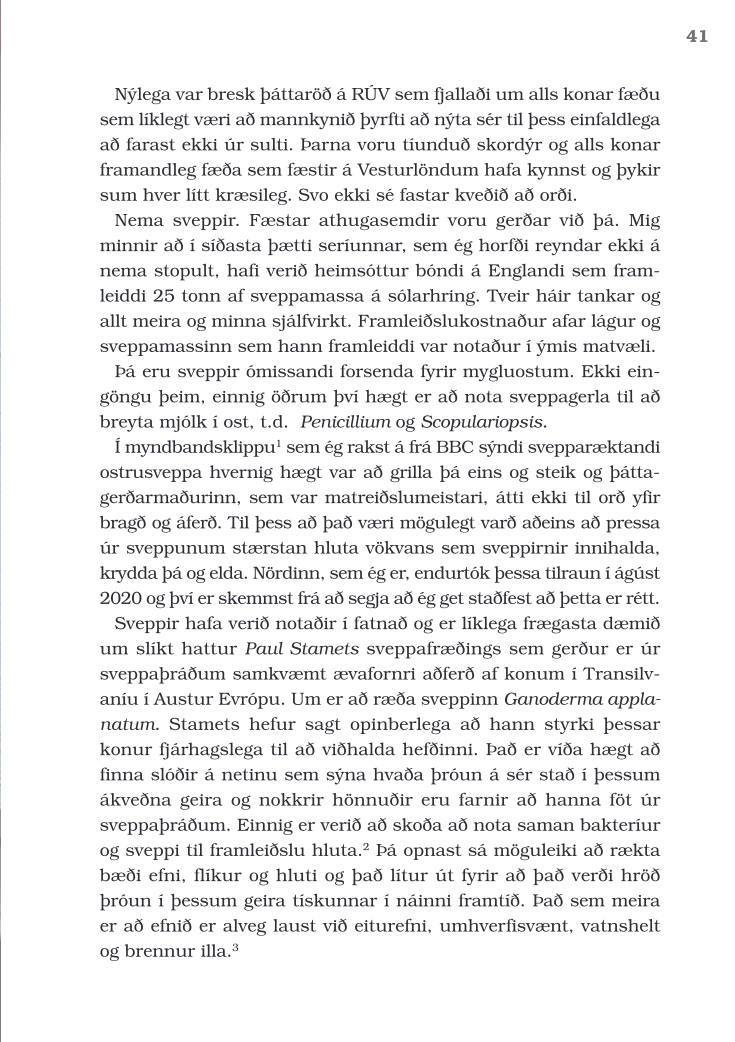 41
Nýlega var bresk þáttaröð á RÚV sem fjallaði um alls konar fæðu
sem líklegt væri að mannkynið þyrfti að nýta sér til þess einfaldlega
að farast ekki úr sulti. Þarna voru tíunduð skordýr og alls konar
framandleg fæða sem fæstir á Vesturlöndum hafa kynnst og þykir
sum hver lítt kræsileg. Svo ekki sé fastar kveðið að orði.
Nema sveppir. Fæstar athugasemdir voru gerðar við þá. Mig
minnir að í síðasta þætti seríunnar, sem ég horfði reyndar ekki á
nema stopult, hafi verið heimsóttur bóndi á Englandi sem fram-
leiddi 25 tonn af sveppamassa á sólarhring. Tveir háir tankar og
allt meira og minna sjálfvirkt. Framleiðslukostnaður afar lágur og
sveppamassinn sem hann framleiddi var notaður í ýmis matvæli.
Þá eru sveppir ómissandi forsenda fyrir mygluostum. Ekki ein-
göngu þeim, einnig öðrum því hægt er að nota sveppagerla til að
breyta mjólk í ost, t.d. Penicillium og Scopulariopsis.
Í myndbandsklippu¹ sem ég rakst á frá BBC sýndi svepparæktandi
ostrusveppa hvernig hægt var að grilla þá eins og steik og þátta-
gerðarmaðurinn, sem var matreiðslumeistari, átti ekki til orð yfir
bragð og áferð. Til þess að það væri mögulegt varð aðeins að pressa
úr sveppunum stærstan hluta vökvans sem sveppirnir innihalda,
krydda þá og elda. Nördinn, sem ég er, endurtók þessa tilraun í ágúst
2020 og því er skemmst frá að segja að ég get staðfest að þetta er rétt.
Sveppir hafa verið notaðir í fatnað og er líklega frægasta dæmið
um slíkt hattur Paul Stamets sveppafræðings sem gerður er úr
sveppaþráðum samkvæmt ævafornri aðferð af konum í Transilv-
aníu í Austur Evrópu. Um er að ræða sveppinn Ganoderma appla-
natum. Stamets hefur sagt opinberlega að hann styrki þessar
konur fjárhagslega til að viðhalda hefðinni. Það er víða hægt að
finna slóðir á netinu sem sýna hvaða þróun á sér stað í þessum
ákveðna geira og nokkrir hönnuðir eru farnir að hanna föt úr
sveppaþráðum. Einnig er verið að skoða að nota saman bakteríur
og sveppi til framleiðslu hluta.² Þá opnast sá möguleiki að rækta
bæði efni, flíkur og hluti og það lítur út fyrir að það verði hröð
þróun í þessum geira tískunnar í náinni framtíð. Það sem meira
er að efnið er alveg laust við eiturefni, umhverfisvænt, vatnshelt
og brennur illa.³